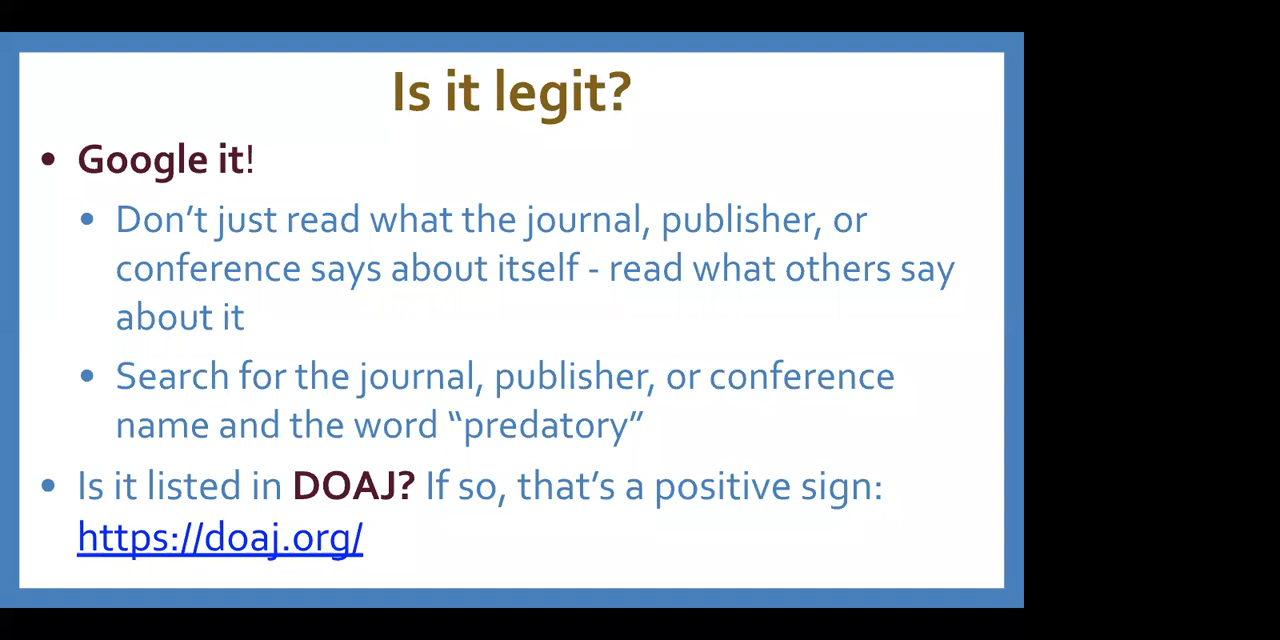 Is it legit?
• Google it!
• Don’t just read what the journal, publisher, or
conference says about itself - read what others say
about it
• Search for the journal, publisher, or conference
name and the word “predatory”
• Is it listed in DOAJ? If so, that’s a positive sign:
https://doaj.org/